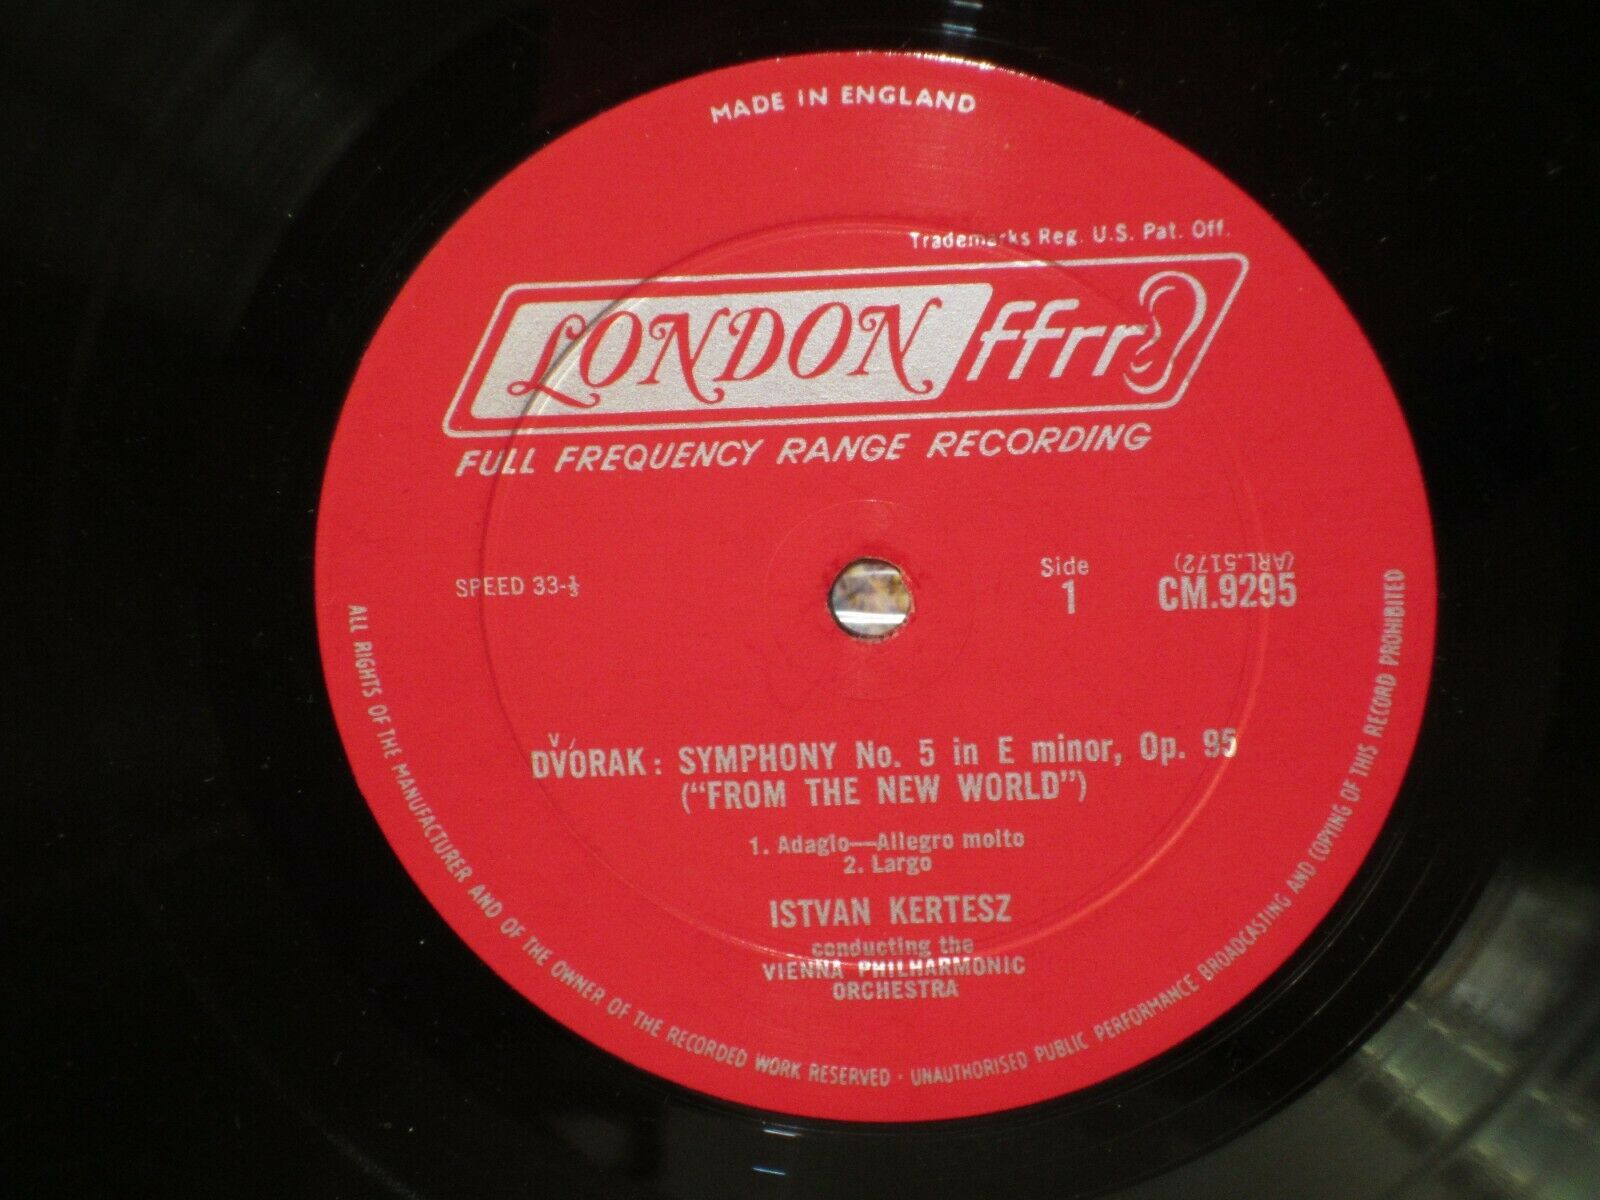 MADE IN ENGLAND
Trademarks Reg. U.S. Pat. Off.
LONDON ffrr
FULL FREQUENCY RANGE RECORDING
SPEED 33-⅓
Side
1
(ARL.5172)
CM.9295
DVǑRÁK: SYMPHONY No. 5 in E minor, Op. 95
("FROM THE NEW WORLD")
1. Adagio—Allegro molto
2. Largo
ISTVAN KERTESZ
conducting the
VIENNA PHILHARMONIC
ORCHESTRA
ALL RIGHTS OF THE MANUFACTURER AND OF THE OWNER OF THE RECORDED WORK RESERVED · UNAUTHORISED PUBLIC PERFORMANCE BROADCASTING AND COPYING OF THIS RECORD PROHIBITED